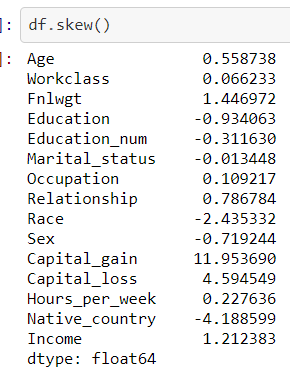 ]: df.skew()
]: Age 0.558738
Workclass 0.066233
Fnlwgt 1.446972
Education -0.934063
Education_num -0.311630
Marital_status -0.013448
Occupation 0.109217
Relationship 0.786784
Race -2.435332
Sex -0.719244
Capital_gain 11.953690
Capital_loss 4.594549
Hours_per_week 0.227636
Native_country -4.188599
Income 1.212383
dtype: float64